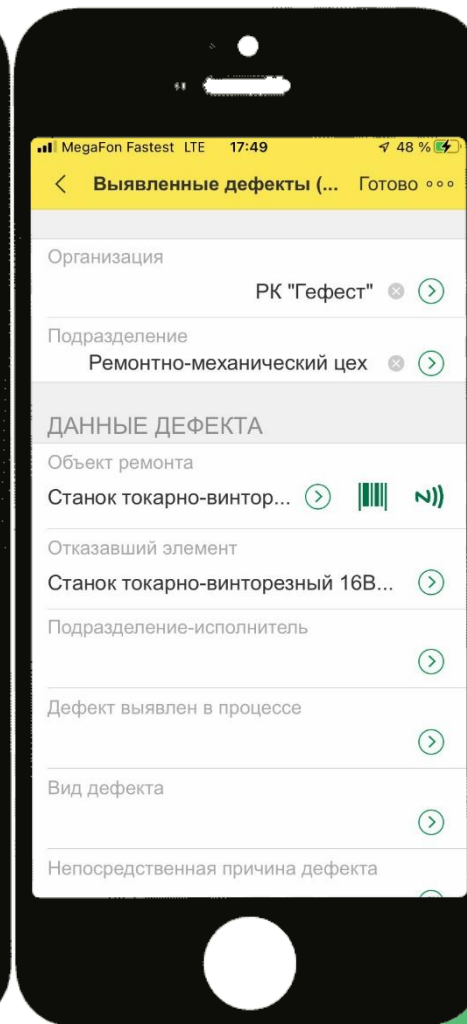 MegaFon Fastest LTE 17:49 48 %
Выявленные дефекты (... Готово
Организация
РК "Гефест"
Подразделение
Ремонтно-механический цех
ДАННЫЕ ДЕФЕКТА
Объект ремонта
Станок токарно-винтор...
Отказавший элемент
Станок токарно-винторезный 16В...
Подразделение-исполнитель
Дефект выявлен в процессе
Вид дефекта
Непосредственная причина дефекта